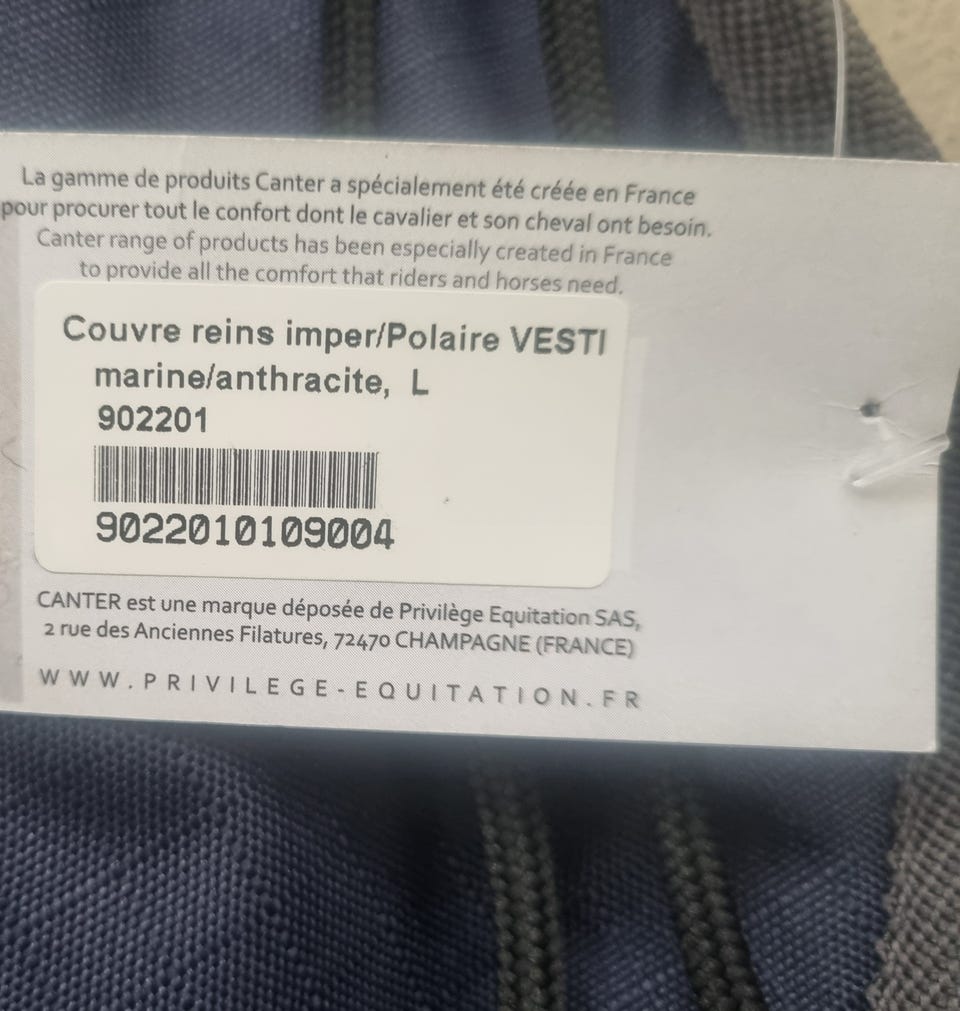 La gamme de produits Canter a spécialement été créée en France
pour procurer tout le confort dont le cavalier et son cheval ont besoin.
Canter range of products has been especially created in France
to provide all the comfort that riders and horses need.
Couvre reins imper/Polaire VESTI
marine/anthracite, L
902201
9022010109004
CANTER est une marque déposée de Privilège Equitation SAS,
2 rue des Anciennes Filatures, 72470 CHAMPAGNE (FRANCE)
WWW.PRIVILEGE-EQUITATION.FR